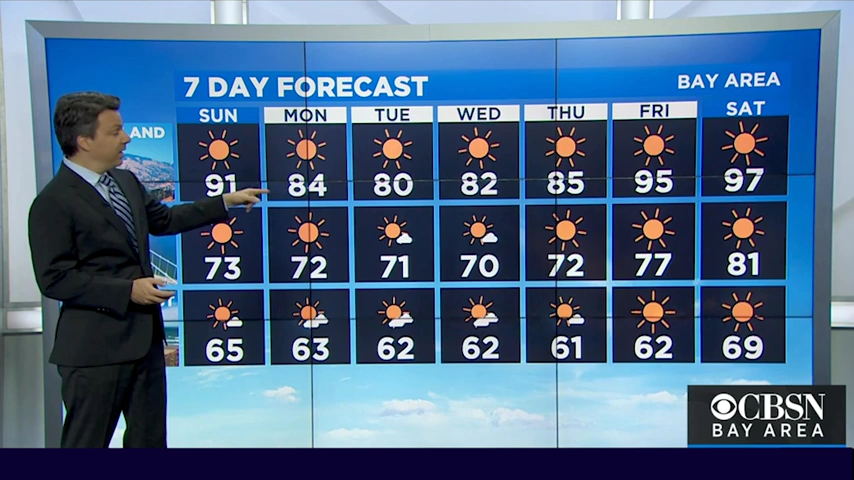 7 DAY FORECAST
BAY AREA
AND
SUN MON TUE WED THU FRI SAT
91 84 80 82 85 95 97
73 72 71 70 72 77 81
65 63 62 62 61 62 69
CBSN
BAY AREA